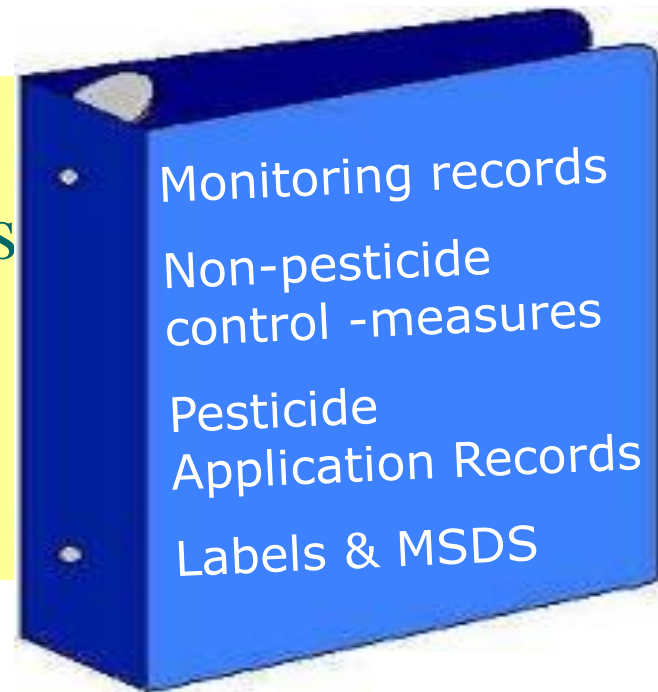 Monitoring records
Non-pesticide
control -measures
Pesticide
Application Records
Labels & MSDS